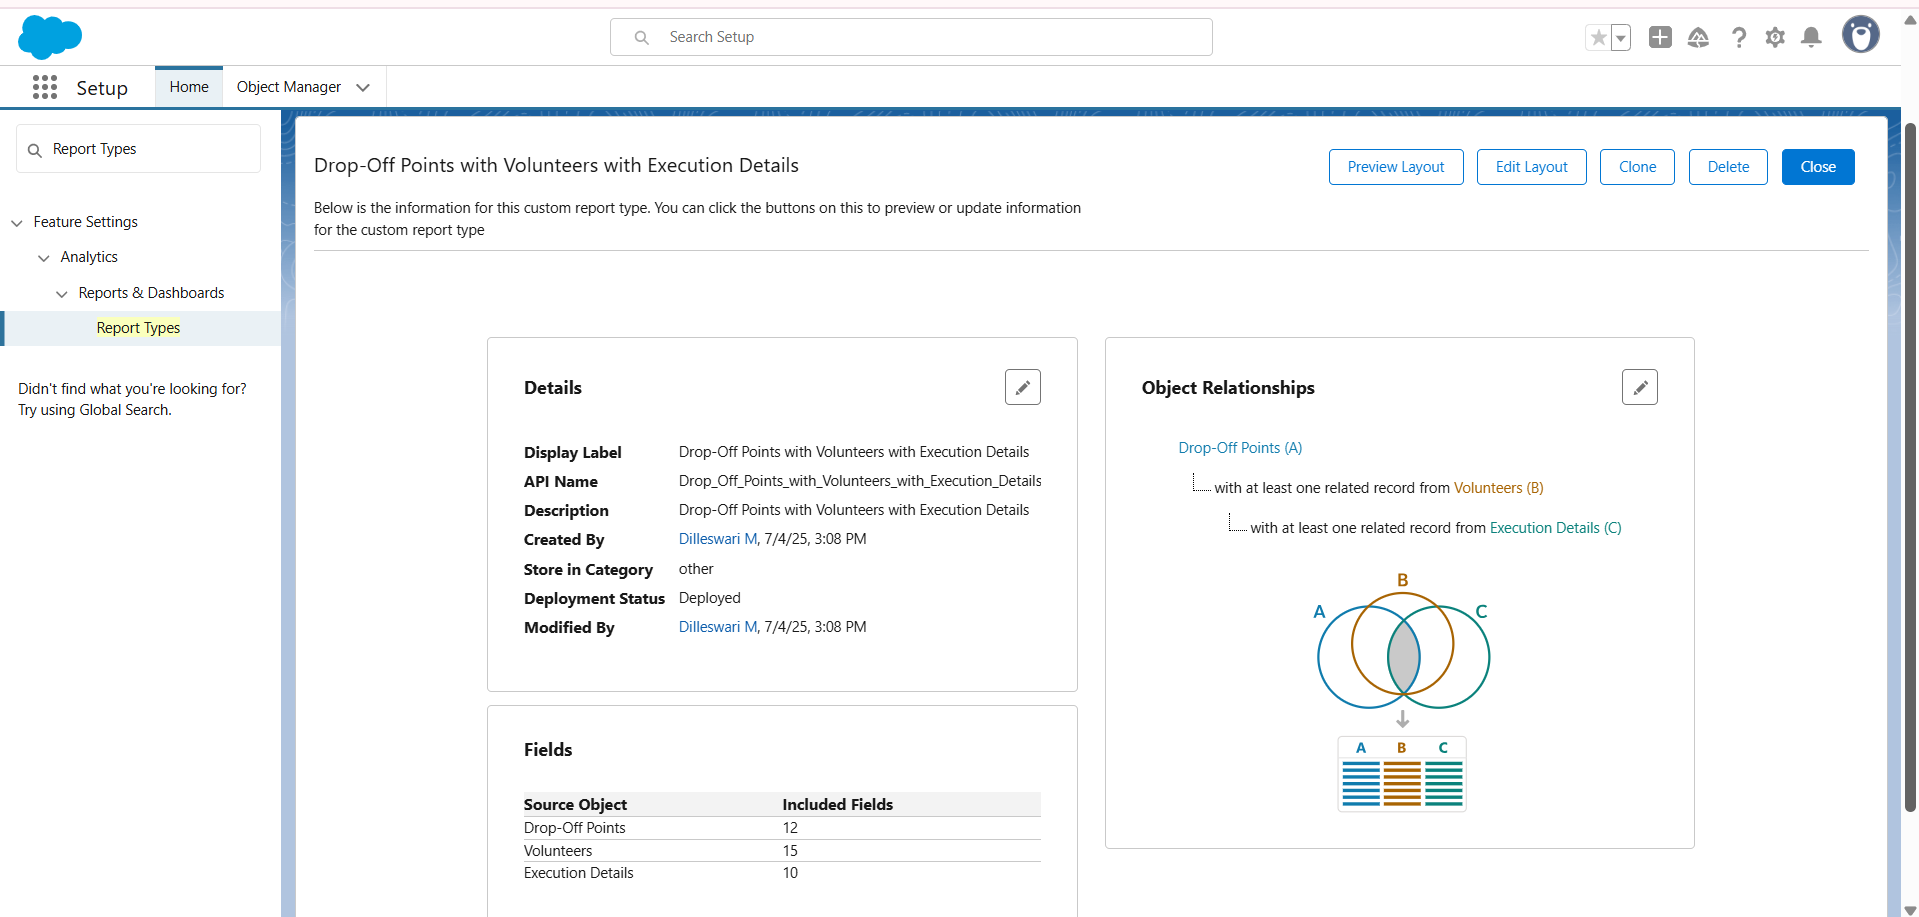 Search Setup
Setup
Home
Object Manager
Report Types
Feature Settings
Analytics
Reports & Dashboards
Report Types
Didn't find what you're looking for?
Try using Global Search.
Drop-Off Points with Volunteers with Execution Details
Preview Layout
Edit Layout
Clone
Delete
Close
Below is the information for this custom report type. You can click the buttons on this to preview or update information
for the custom report type
Details
Display Label Drop-Off Points with Volunteers with Execution Details
API Name Drop_Off_Points_with_Volunteers_with_Execution_Details
Description Drop-Off Points with Volunteers with Execution Details
Created By Dilleswari M, 7/4/25, 3:08 PM
Store in Category other
Deployment Status Deployed
Modified By Dilleswari M, 7/4/25, 3:08 PM
Fields
Source Object Included Fields
Drop-Off Points 12
Volunteers 15
Execution Details 10
Object Relationships
Drop-Off Points (A)
with at least one related record from Volunteers (B)
with at least one related record from Execution Details (C)
B
A C
A B C